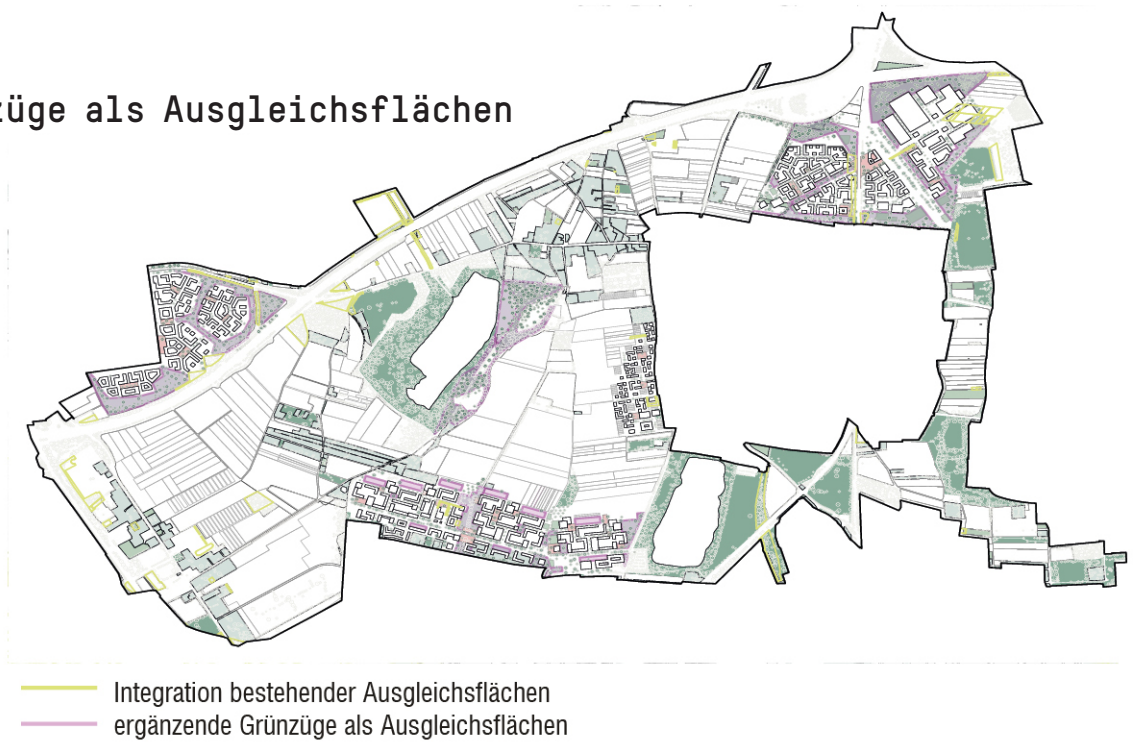 züge als Ausgleichsflächen
Integration bestehender Ausgleichsflächen
ergänzende Grünzüge als Ausgleichsflächen